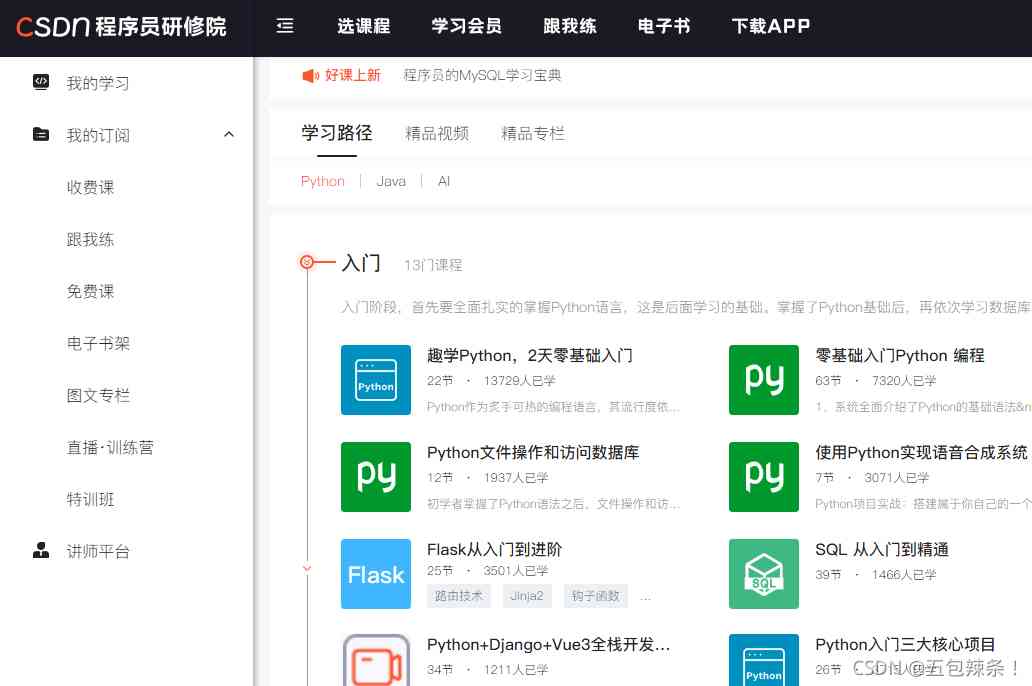 CSDN 程序员研修院
选课程 学习会员 跟我练 电子书 下载APP
我的学习
我的订阅
收费课
跟我练
免费课
电子书架
图文专栏
直播·训练营
特训班
讲师平台
好课上新 程序员的MySQL学习宝典
学习路径 精品视频 精品专栏
Python | Java | AI
入门 13门课程
入门阶段，首先要全面扎实的掌握Python语言，这是后面学习的基础。掌握了Python基础后，再依次学习数据库
Python
趣学Python，2天零基础入门
22节 · 13729人已学
Python作为炙手可热的编程语言，其流行度依...
py
零基础入门Python 编程
63节 · 7320人已学
1、系统全面介绍了Python的基础语法&n
py
Python文件操作和访问数据库
12节 · 1937人已学
初学者掌握了Python语法之后，文件操作和访...
py
使用Python实现语音合成系统
7节 · 3071人已学
Python项目实战：搭建属于你自己的一个
Flask
Flask从入门到进阶
25节 · 3501人已学
路由技术 Jinja2 钩子函数 ...
SQL
SQL 从入门到精通
39节 · 1466人已学
Python+Django+Vue3全栈开发...
34节 · 1211人已学
Python
Python入门三大核心项目
26节 ·
CSDN @五包辣条！